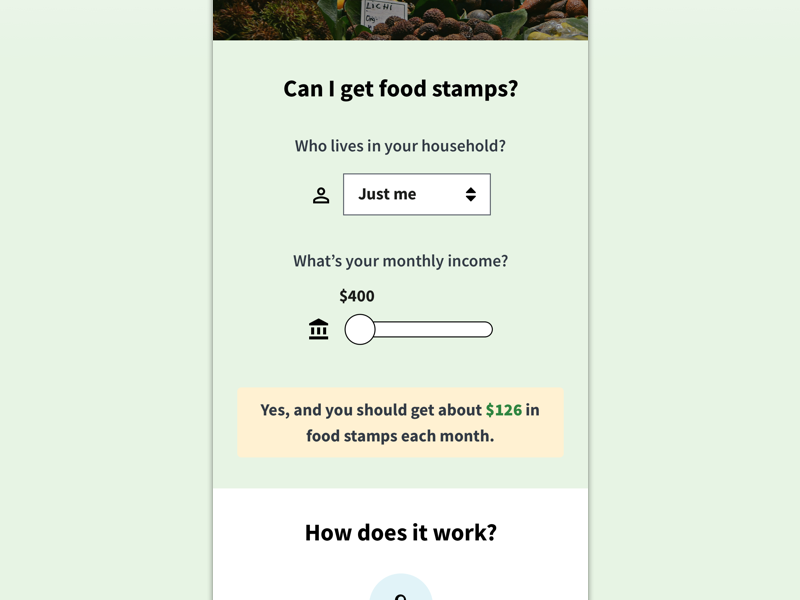 LICHI
Can I get food stamps?
Who lives in your household?
Just me
What’s your monthly income?
$400
Yes, and you should get about $126 in
food stamps each month.
How does it work?